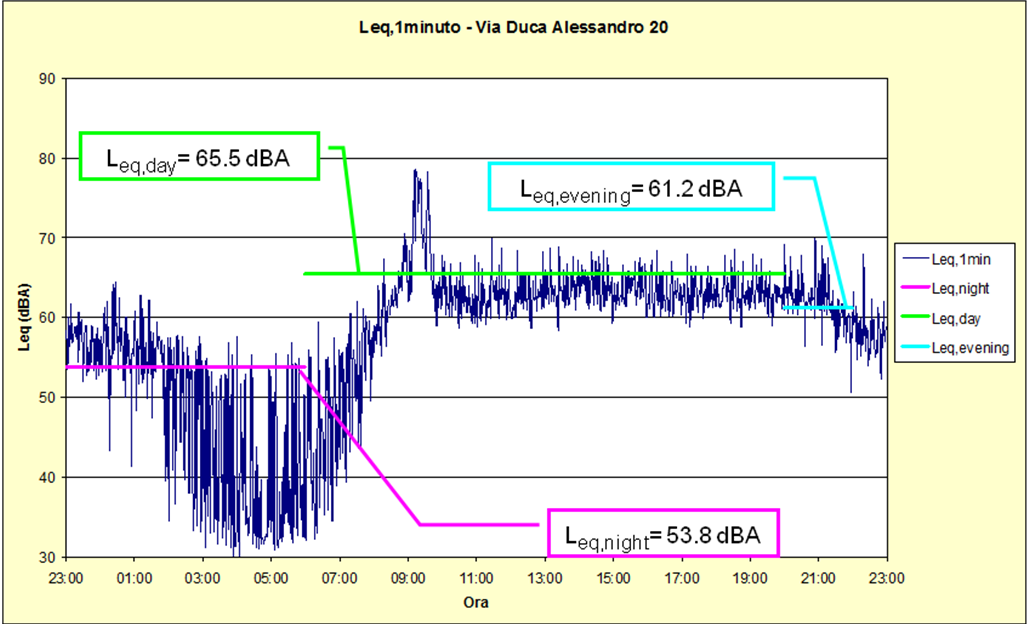 Leq,1minuto - Via Duca Alessandro 20
Leq (dBA)
90
80
70
60
50
40
30
Leq,day= 65.5 dBA
Leq,evening= 61.2 dBA
Leq,night= 53.8 dBA
23:00 01:00 03:00 05:00 07:00 09:00 11:00 13:00 15:00 17:00 19:00 21:00 23:00
Ora
Leq,1min
Leq,night
Leq,day
Leq,evening